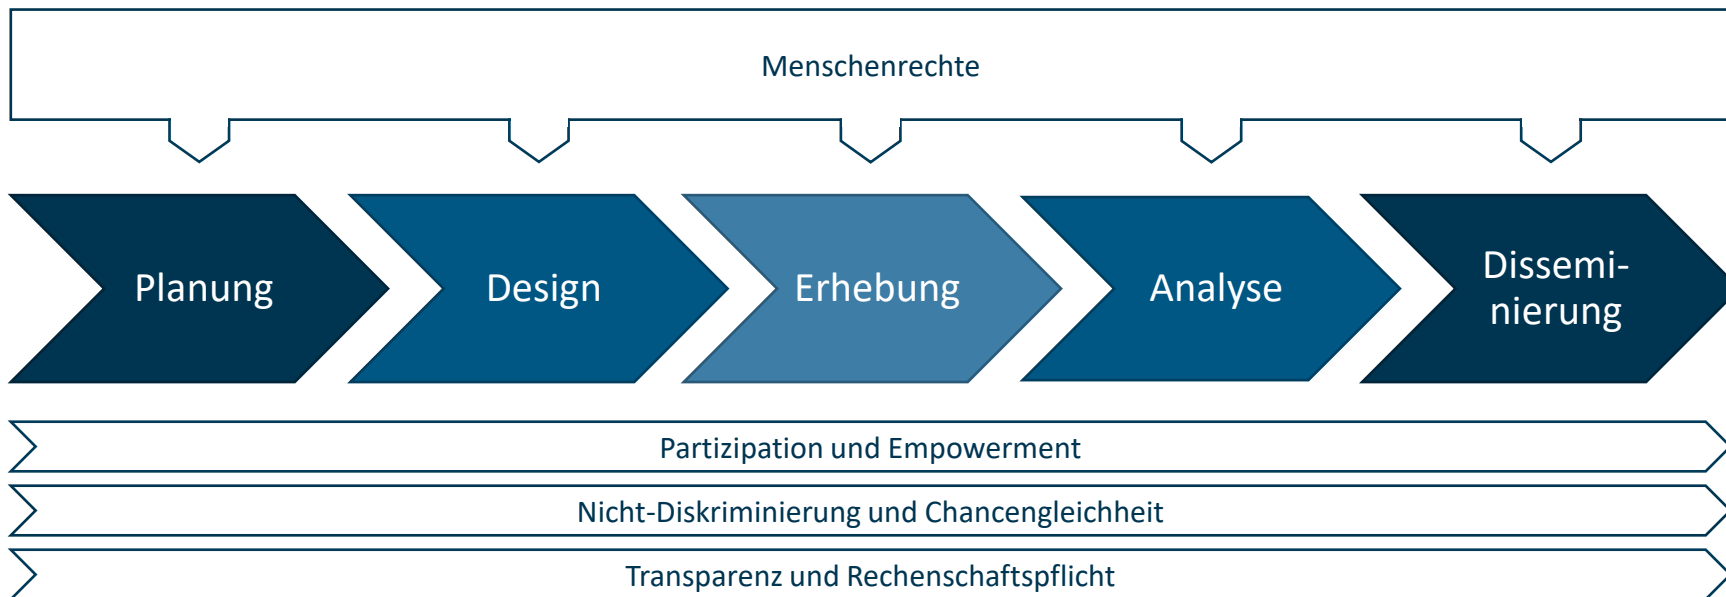 Menschenrechte
Planung
Design
Erhebung
Analyse
Dissemi-
nierung
Partizipation und Empowerment
Nicht-Diskriminierung und Chancengleichheit
Transparenz und Rechenschaftspflicht